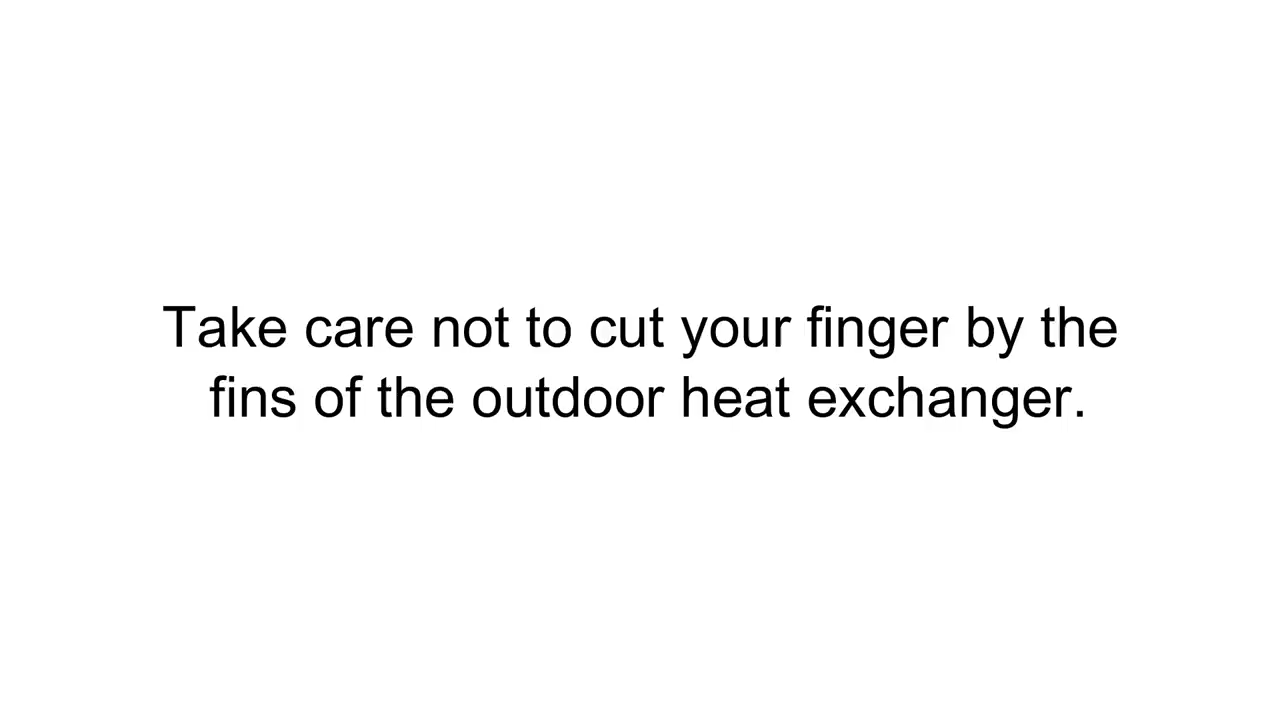 Take care not to cut your finger by the
fins of the outdoor heat exchanger.